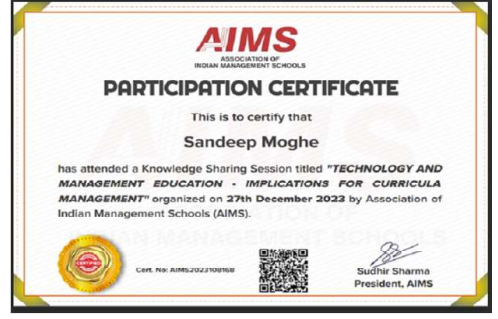 AIMS
ASSOCIATION OF
INDIAN MANAGEMENT SCHOOLS
PARTICIPATION CERTIFICATE
This is to certify that
Sandeep Moghe
has attended a Knowledge Sharing Session titled "TECHNOLOGY AND
MANAGEMENT EDUCATION - IMPLICATIONS FOR CURRICULA
MANAGEMENT" organized on 27th December 2023 by Association of
Indian Management Schools (AIMS).
CERTIFIED
Cert. No: AIMS2023108168
Sudhir Sharma
President, AIMS